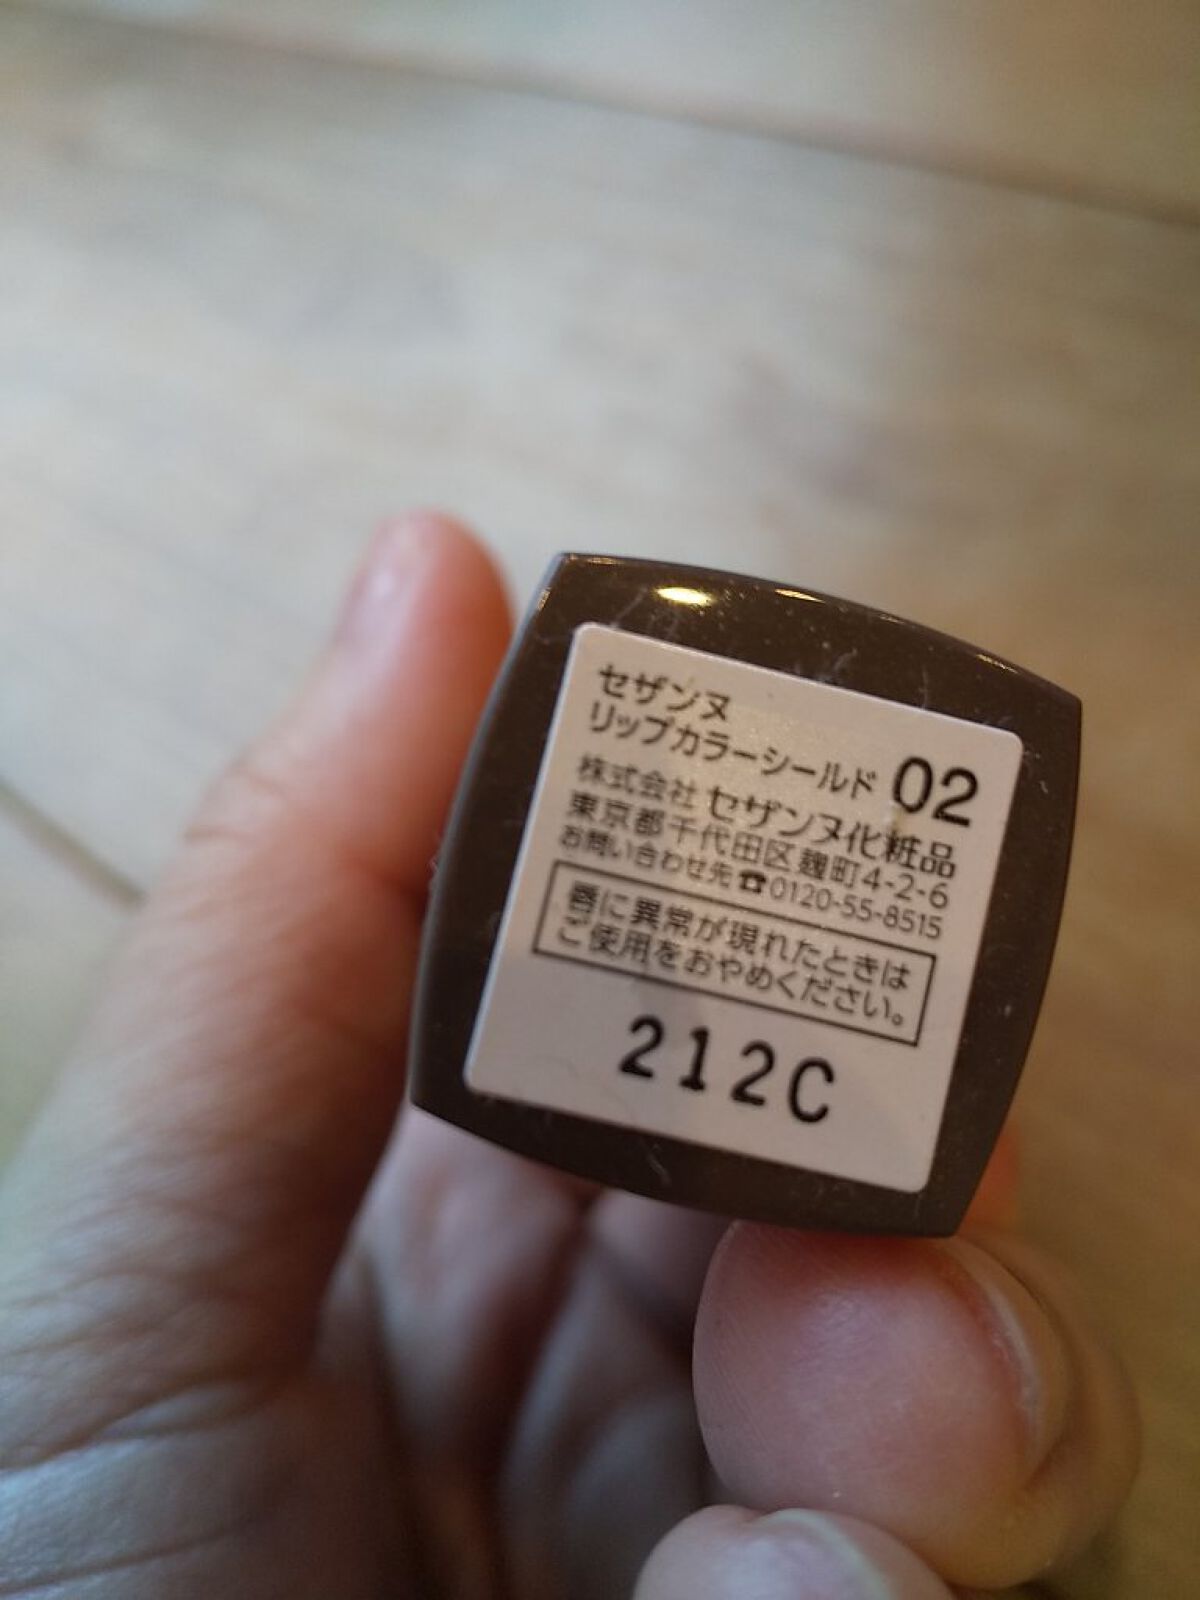 セザンヌ
リップカラーシールド 02
株式会社 セザンヌ化粧品
東京都千代田区麹町4-2-6
お問い合わせ先☎0120-55-8515
唇に異常が現れたときは
ご使用をおやめください。
212C